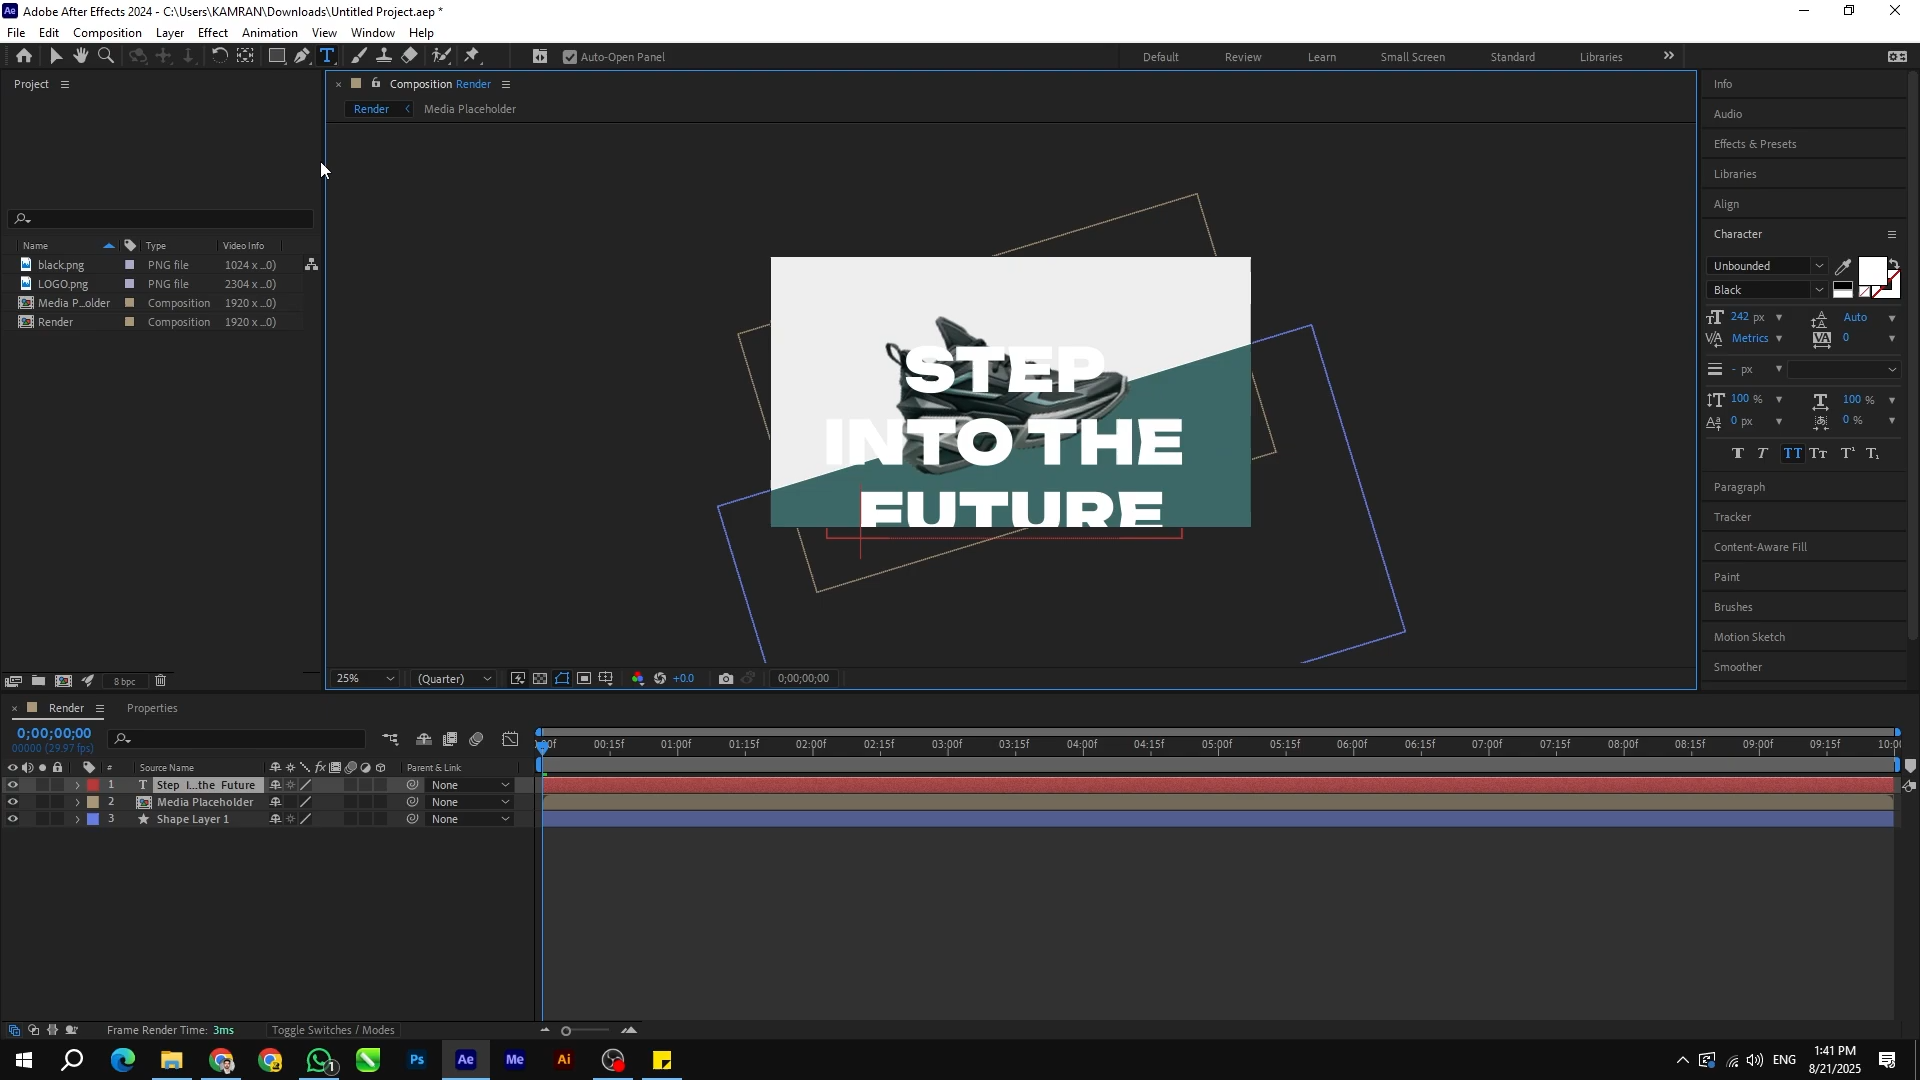 Adobe After Effects 2024 - C:\Users\KAMRAN\Downloads\Untitled Project.aep *
File Edit Composition Layer Effect Animation View Window Help
Auto-Open Panel Default Review Learn Small Screen Standard Libraries
Project
Composition Render
Render Media Placeholder
Name Type Video Info
black.png PNG file 1024 x ...0)
LOGO.png PNG file 2304 x ...0)
Media P...older Composition 1920 x ...0)
Render Composition 1920 x ...0)
8 bpc
STEP
INTO THE
FUTURE
25% (Quarter) +0.0 0;00;00;00
Info
Audio
Effects & Presets
Libraries
Align
Character
Unbounded
Black
242 px Auto
Metrics 0
- px
100 % 100 %
0 px 0 %
Paragraph
Tracker
Content-Aware Fill
Paint
Brushes
Motion Sketch
Smoother
Render Properties
0;00;00;00
00000 (29.97 fps)
00f 00:15f 01:00f 01:15f 02:00f 02:15f 03:00f 03:15f 04:00f 04:15f 05:00f 05:15f 06:00f 06:15f 07:00f 07:15f 08:00f 08:15f 09:00f 09:15f 10:00
# Source Name Parent & Link
1 T Step I...the Future None
2 Media Placeholder None
3 Shape Layer 1 None
Frame Render Time: 3ms Toggle Switches / Modes
ENG
1:41 PM
8/21/2025